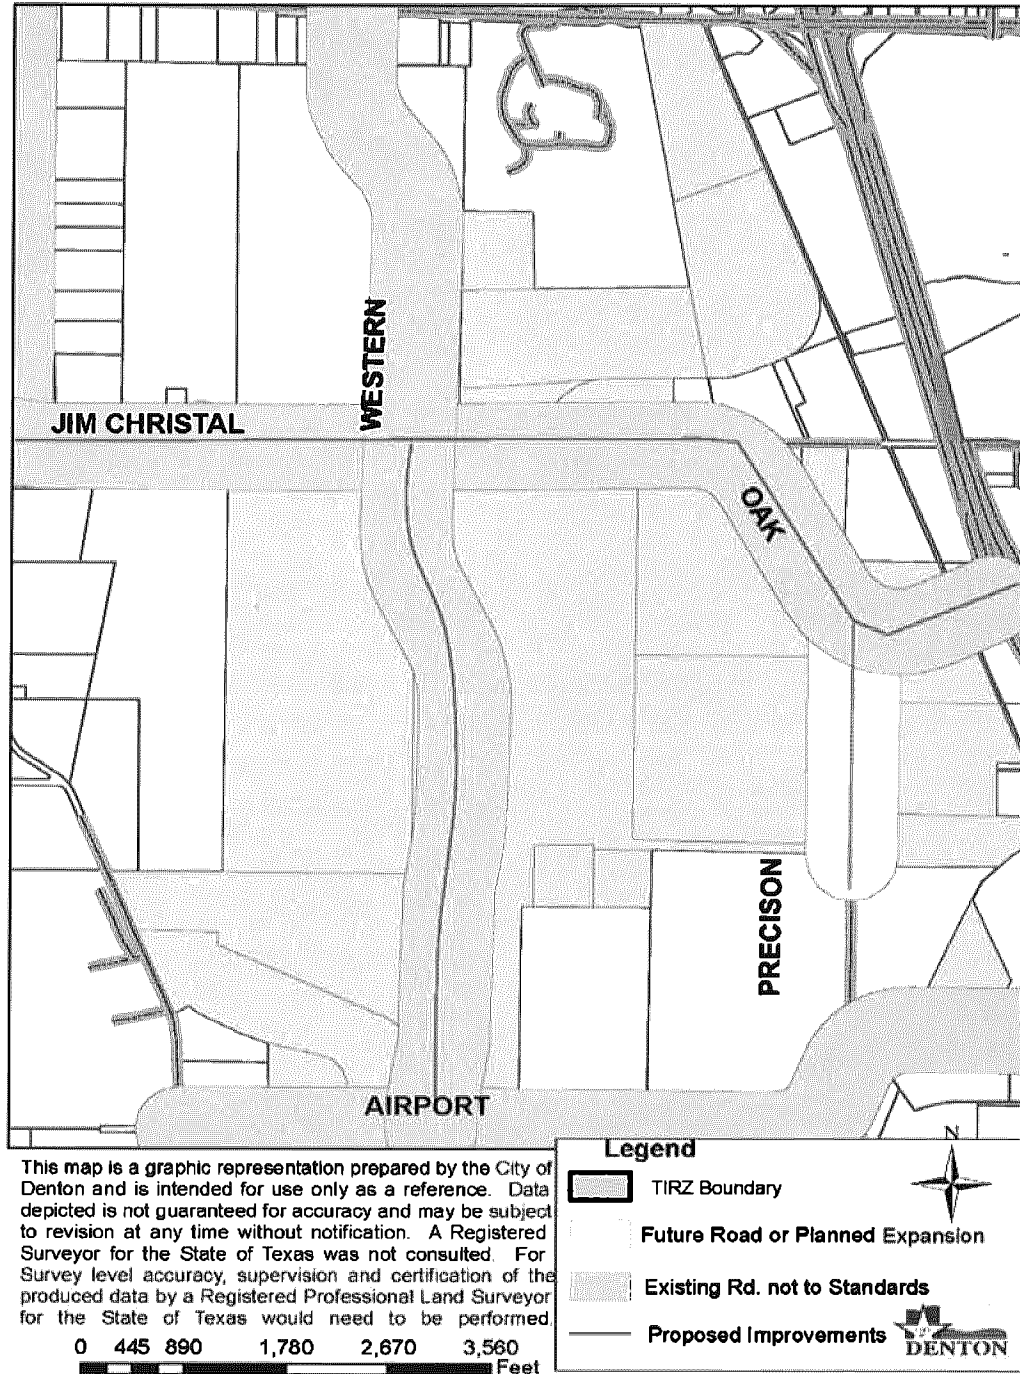 WESTERN
JIM CHRISTAL
OAK
PRECISON
AIRPORT
This map is a graphic representation prepared by the City of
Denton and is intended for use only as a reference. Data
depicted is not guaranteed for accuracy and may be subject
to revision at any time without notification. A Registered
Surveyor for the State of Texas was not consulted. For
Survey level accuracy, supervision and certification of the
produced data by a Registered Professional Land Surveyor
for the State of Texas would need to be performed.
0 445 890 1,780 2,670 3,560
Feet
Legend
N
TIRZ Boundary
Future Road or Planned Expansion
Existing Rd. not to Standards
Proposed Improvements
DENTON